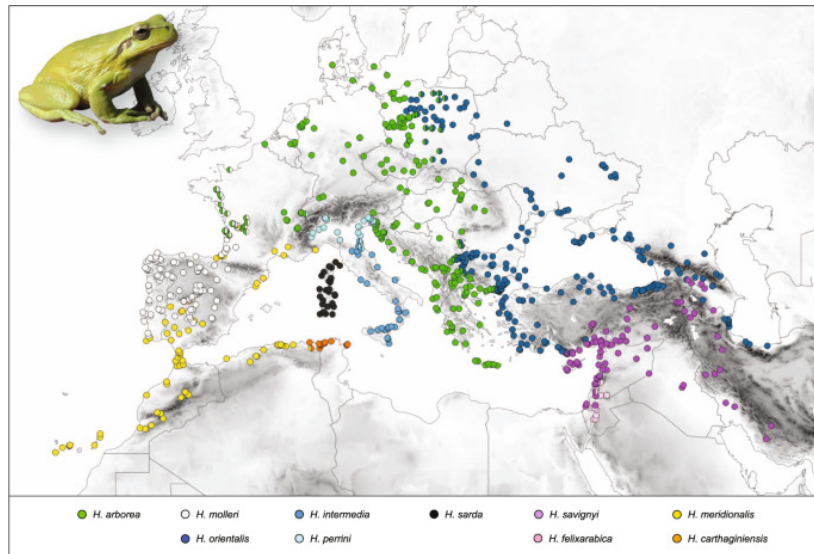 H. arborea H. molleri H. intermedia H. sarda H. savignyi H. meridionalis
H. orientalis H. perrini H. felixarabica H. carthaginiensis